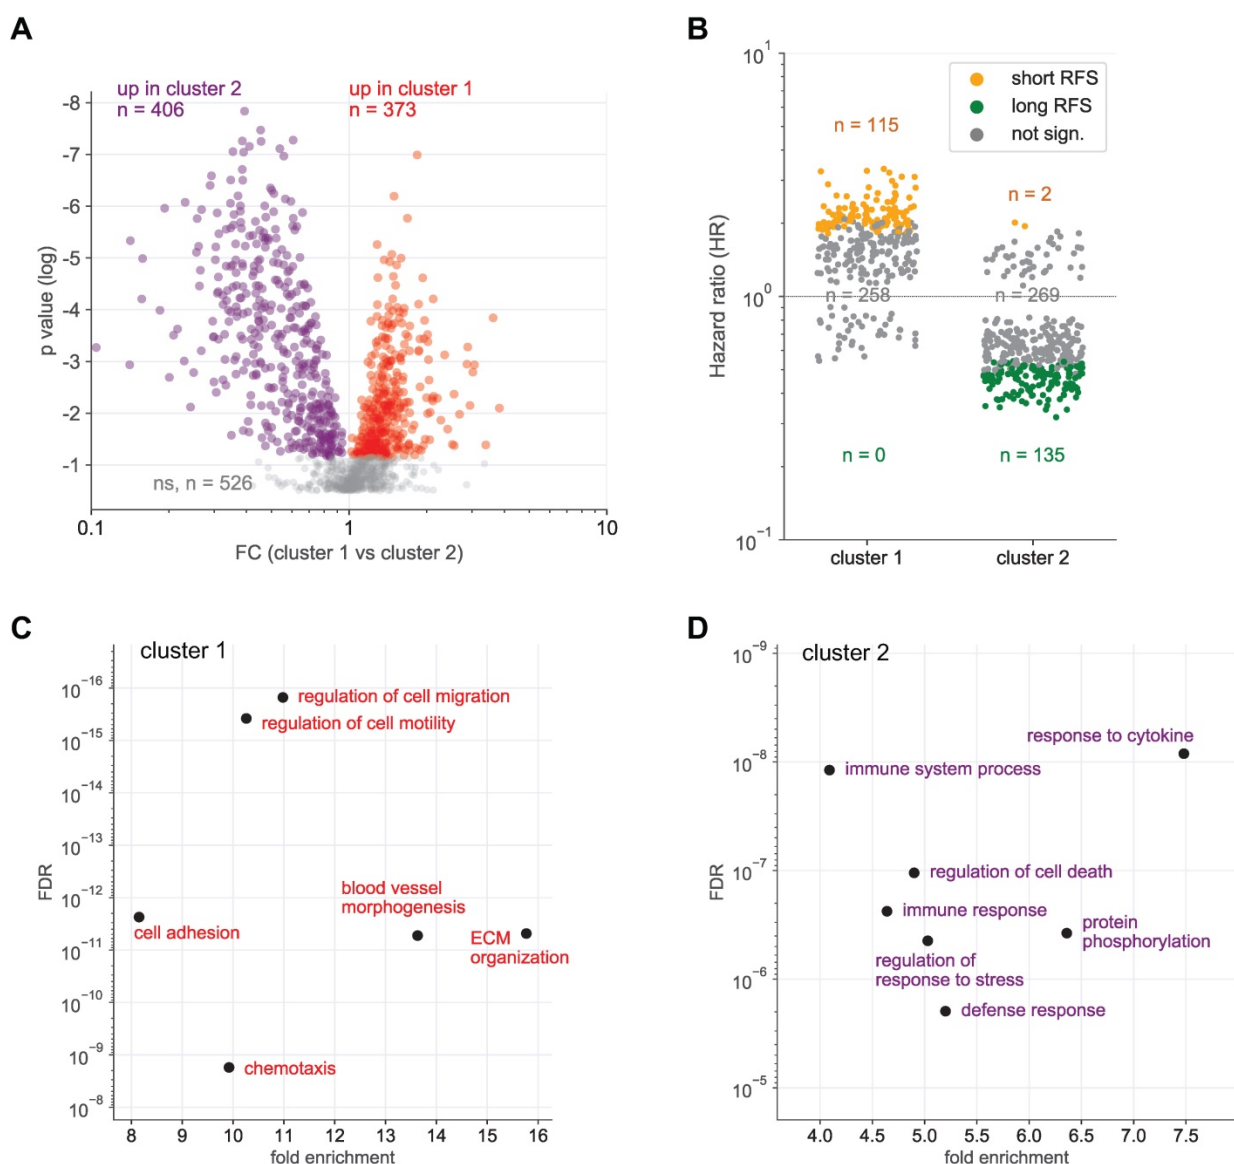 A
up in cluster 2
n = 406
up in cluster 1
n = 373
-8
-7
-6
-5
-4
-3
-2
-1
p value (log)
ns, n = 526
0.1
1
10
FC (cluster 1 vs cluster 2)
B
10^1
10^0
10^-1
Hazard ratio (HR)
short RFS
long RFS
not sign.
n = 115
n = 2
n = 258
n = 269
n = 0
n = 135
cluster 1
cluster 2
C
cluster 1
10^-16
10^-15
10^-14
10^-13
10^-12
10^-11
10^-10
10^-9
10^-8
FDR
regulation of cell migration
regulation of cell motility
blood vessel
morphogenesis
cell adhesion
ECM
organization
chemotaxis
8
9
10
11
12
13
14
15
16
fold enrichment
D
cluster 2
10^-9
10^-8
10^-7
10^-6
10^-5
FDR
response to cytokine
immune system process
regulation of cell death
immune response
protein
phosphorylation
regulation of
response to stress
defense response
4.0
4.5
5.0
5.5
6.0
6.5
7.0
7.5
fold enrichment